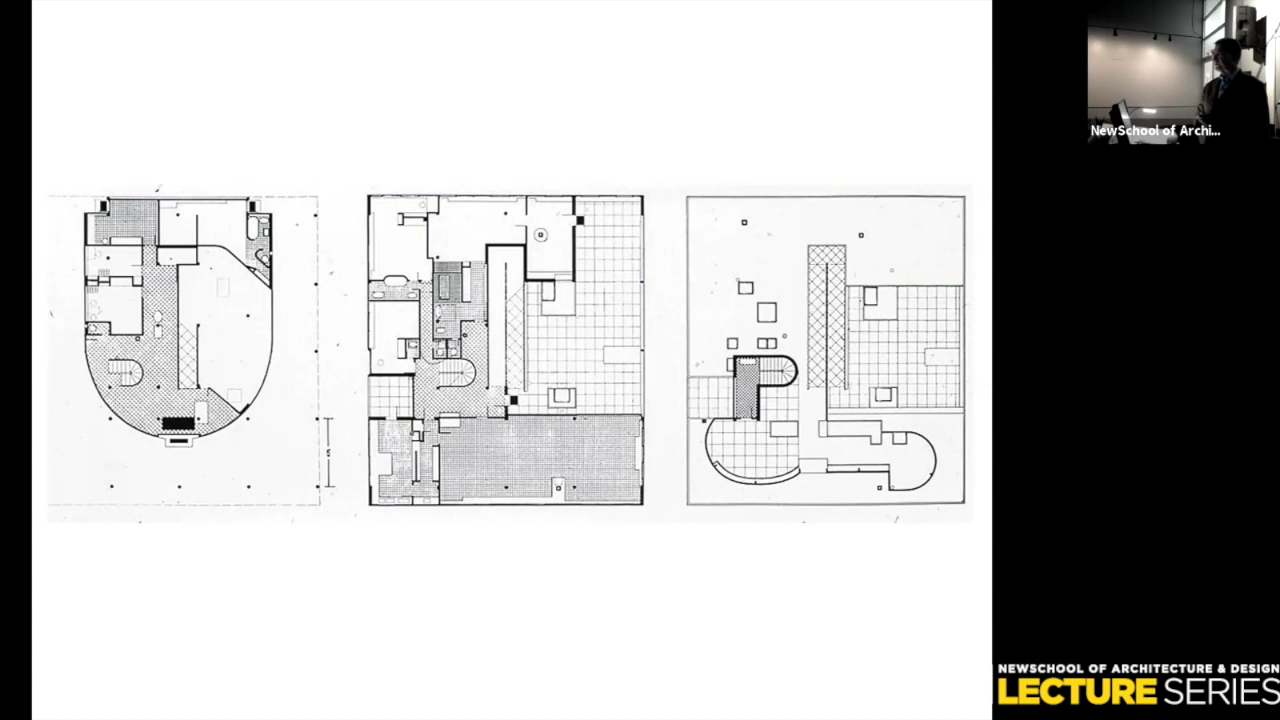 NewSchool of Archi...
NEWSCHOOL OF ARCHITECTURE & DESIGN
LECTURE SERIES